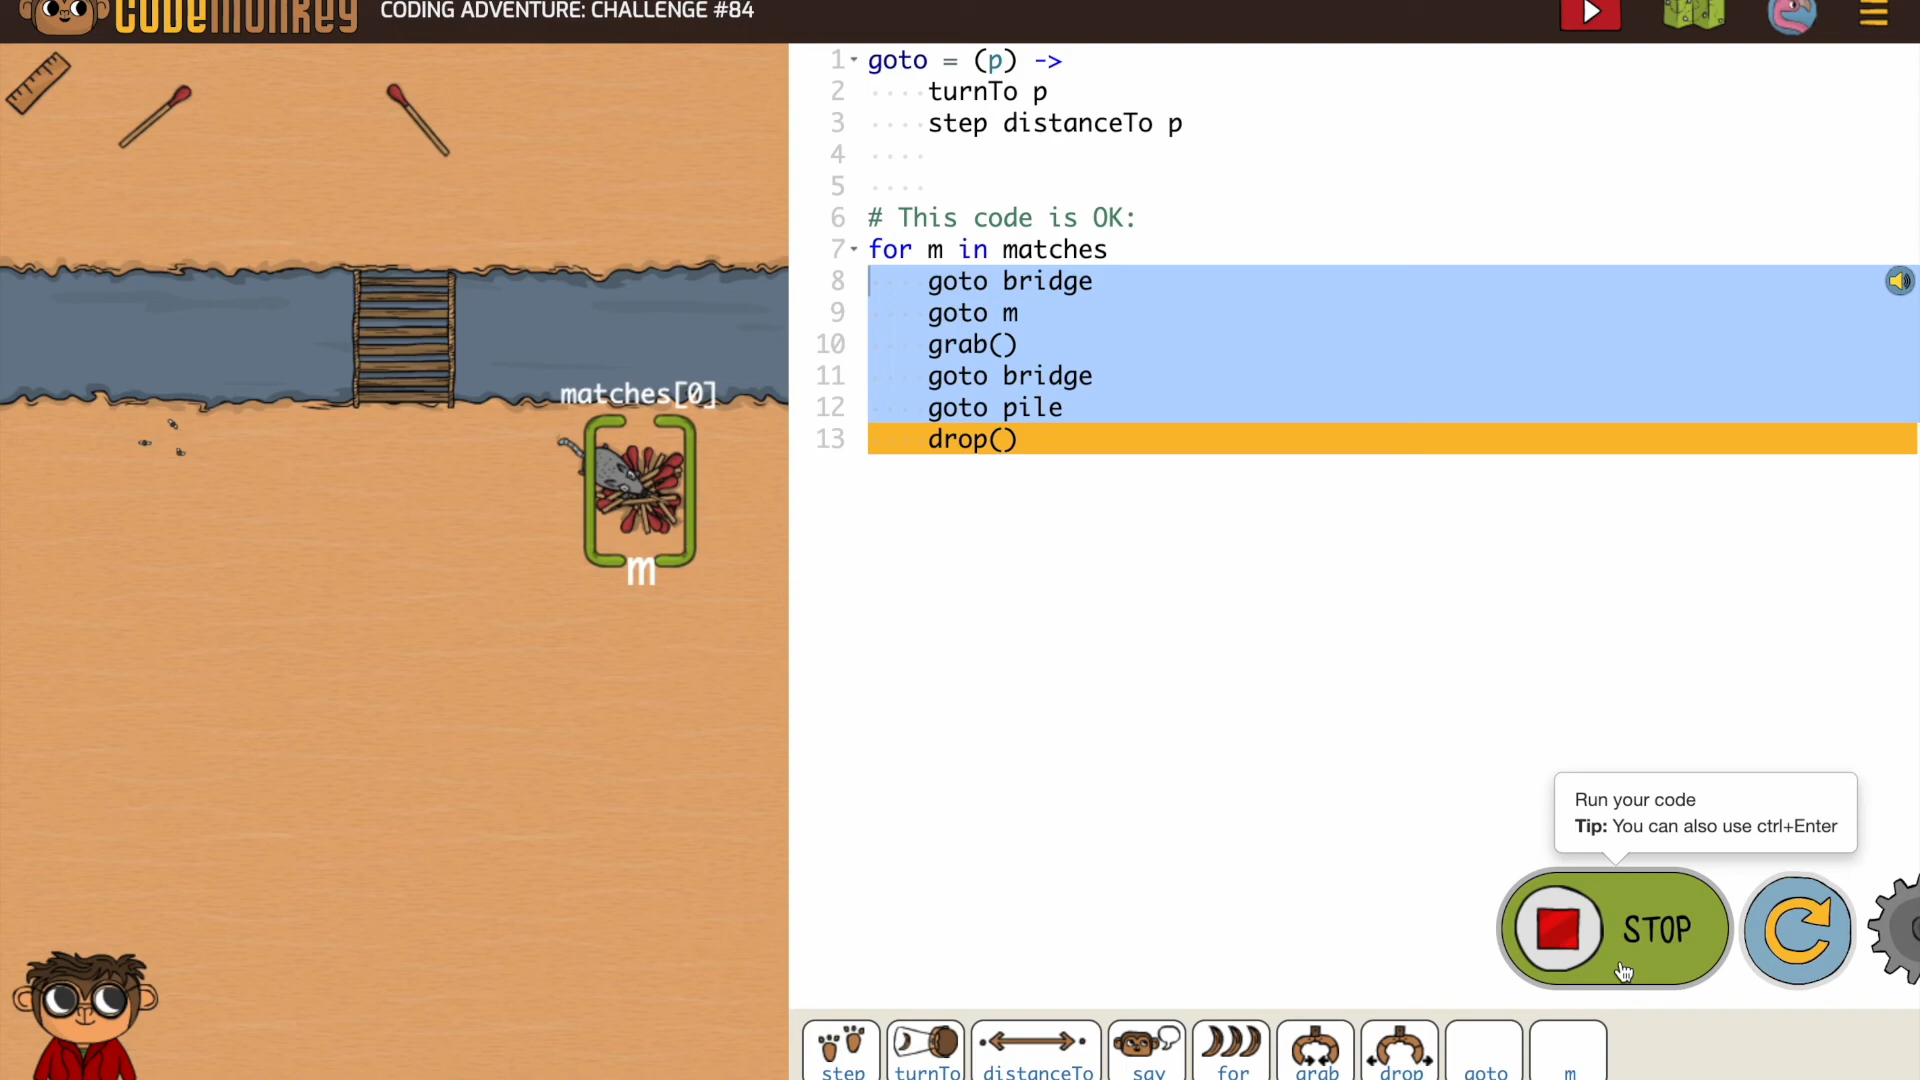 CODEMONKEY
CODING ADVENTURE: CHALLENGE #84
1 goto = (p) ->
2 turnTo p
3 step distanceTo p
4
5
6 # This code is OK:
7 for m in matches
8 goto bridge
9 goto m
10 grab()
11 goto bridge
12 goto pile
13 drop()
matches[0]
m
Run your code
Tip: You can also use ctrl+Enter
STOP
step turnTo distanceTo say for grab drop goto m